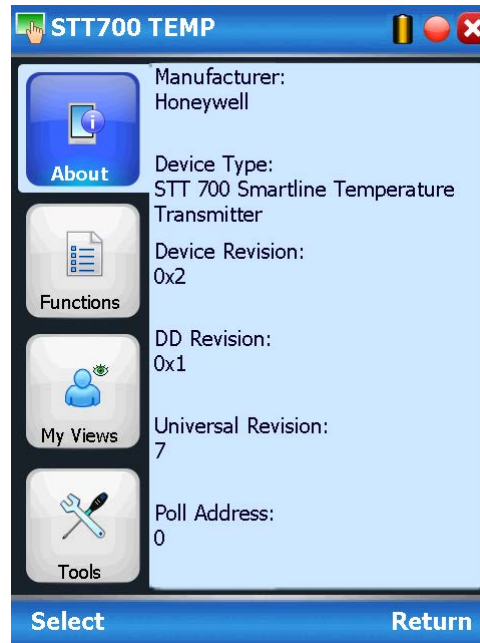 STT700 TEMP
About
Functions
My Views
Tools
Manufacturer:
Honeywell
Device Type:
STT 700 Smartline Temperature
Transmitter
Device Revision:
0x2
DD Revision:
0x1
Universal Revision:
7
Poll Address:
0
Select
Return